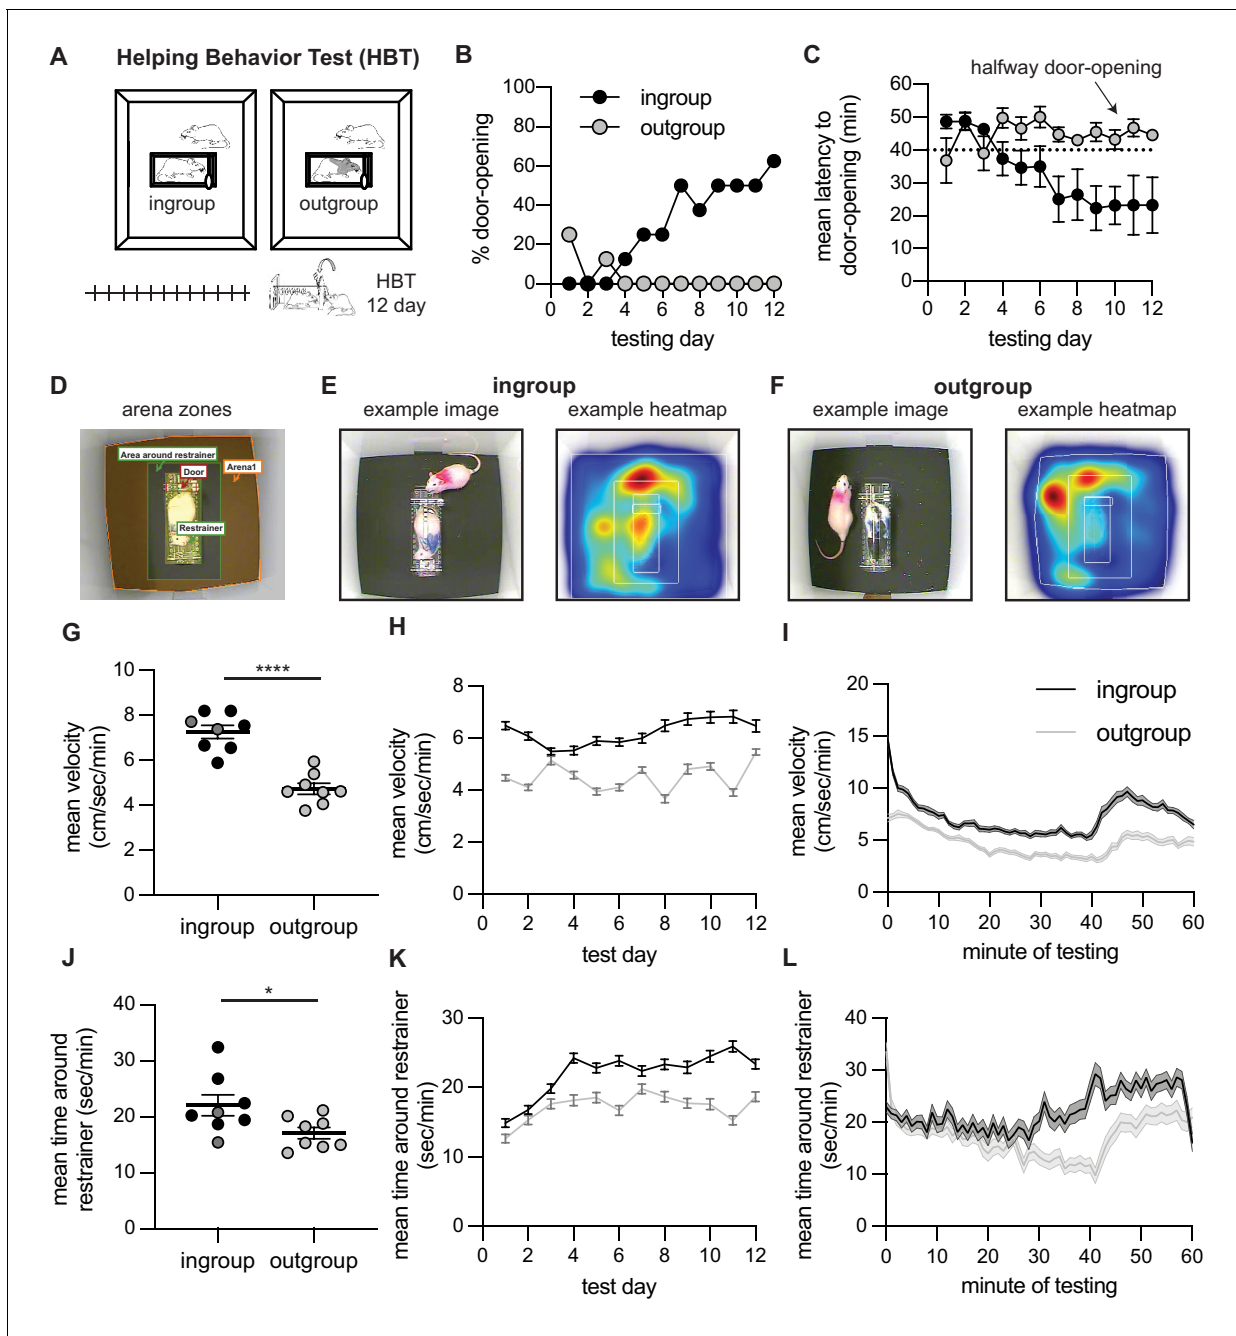 A
Helping Behavior Test (HBT)
ingroup
outgroup
HBT
12 day
B
% door-opening
100
80
60
40
20
0
ingroup
outgroup
0 2 4 6 8 10 12
testing day
C
halfway door-opening
mean latency to
door-opening (min)
60
50
40
30
20
10
0
0 2 4 6 8 10 12
testing day
D
arena zones
Area around restrainer
Door
Arena1
Restrainer
E
ingroup
example image
example heatmap
F
outgroup
example image
example heatmap
G
mean velocity
(cm/sec/min)
10
8
6
4
2
0
****
ingroup
outgroup
H
mean velocity
(cm/sec/min)
8
6
4
2
0
0 2 4 6 8 10 12
test day
I
mean velocity
(cm/sec/min)
20
15
10
5
0
ingroup
outgroup
0 10 20 30 40 50 60
minute of testing
J
mean time around
restrainer (sec/min)
40
30
20
10
0
*
ingroup
outgroup
K
mean time around restrainer
(sec/min)
30
20
10
0
0 2 4 6 8 10 12
test day
L
mean time around restrainer
(sec/min)
40
30
20
10
0
0 10 20 30 40 50 60
minute of testing